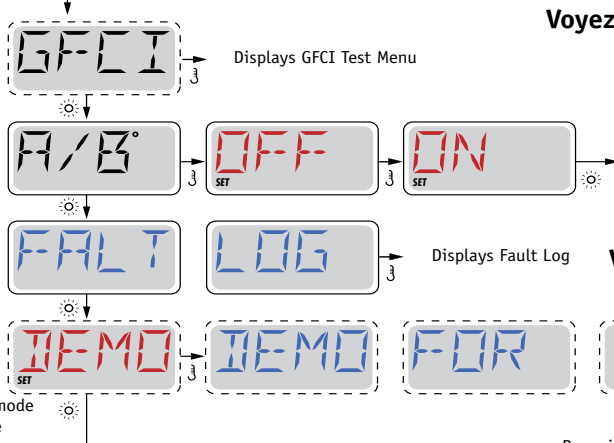 Voyez
GFCI Displays GFCI Test Menu
A/B° OFF SET ON SET
FALT LOG Displays Fault Log
DEMO SET DEMO FOR
mode